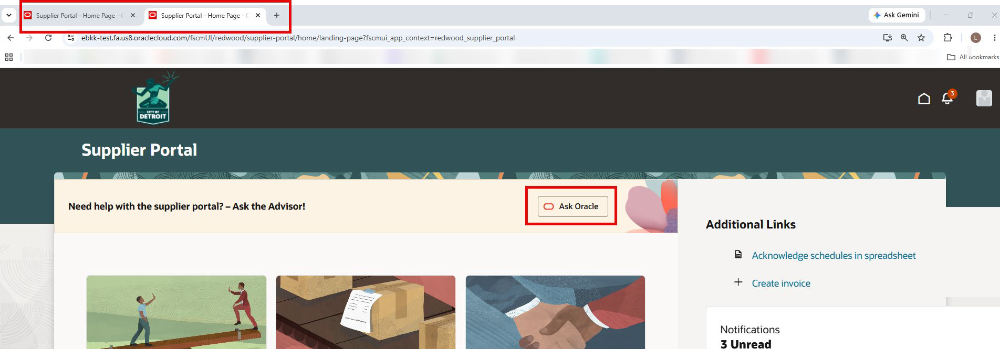 Supplier Portal - Home Page -
Supplier Portal - Home Page -
Ask Gemini
ebkk-test.fa.us8.oraclecloud.com/fscmUI/redwood/supplier-portal/home/landing-page?fscmui_app_context=redwood_supplier_portal
L
All Bookmarks
CITY OF
DETROIT
3
Supplier Portal
Need help with the supplier portal? – Ask the Advisor!
Ask Oracle
Additional Links
Acknowledge schedules in spreadsheet
Create invoice
Notifications
3 Unread